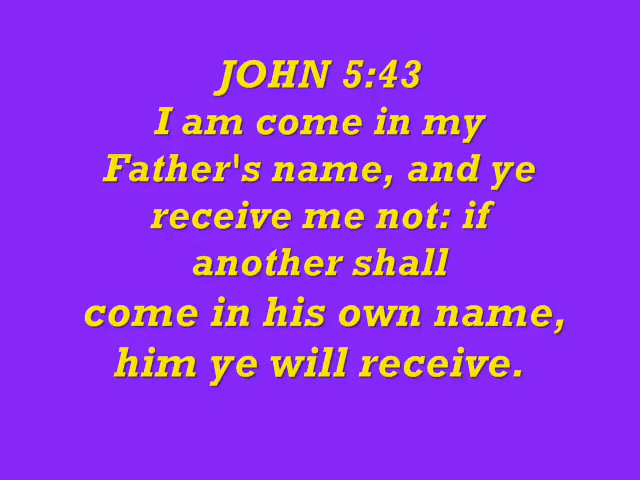 JOHN 5:43
I am come in my
Father's name, and ye
receive me not: if
another shall
come in his own name,
him ye will receive.